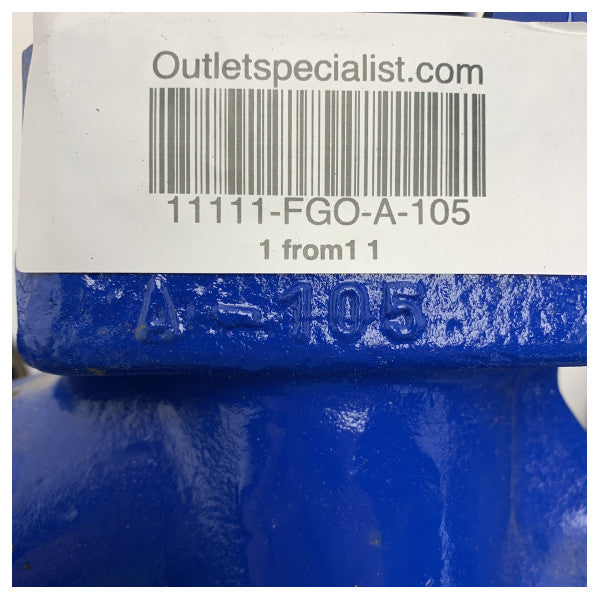 Outletspecialist.com
11111-FGO-A-105
1 from1 1
A-105